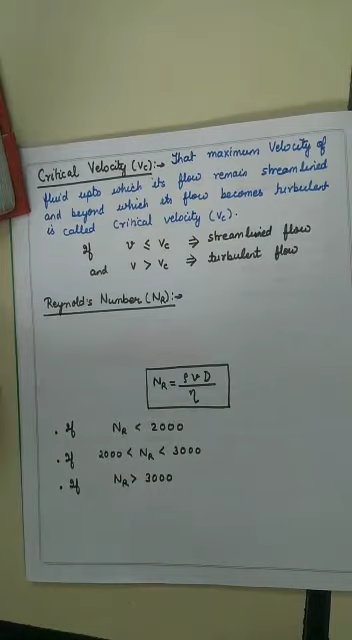 Critical Velocity (Vc):→ That maximum Velocity of
fluid upto which its flow remain streamlined
and beyond which its flow becomes turbulent
is called Critical velocity (Vc).
If v ≤ Vc ⇒ streamlined flow
and v > Vc ⇒ turbulent flow
Reynold's Number (NR):→
NR = ρ v D / η
. If NR < 2000
. If 2000 < NR < 3000
. If NR > 3000